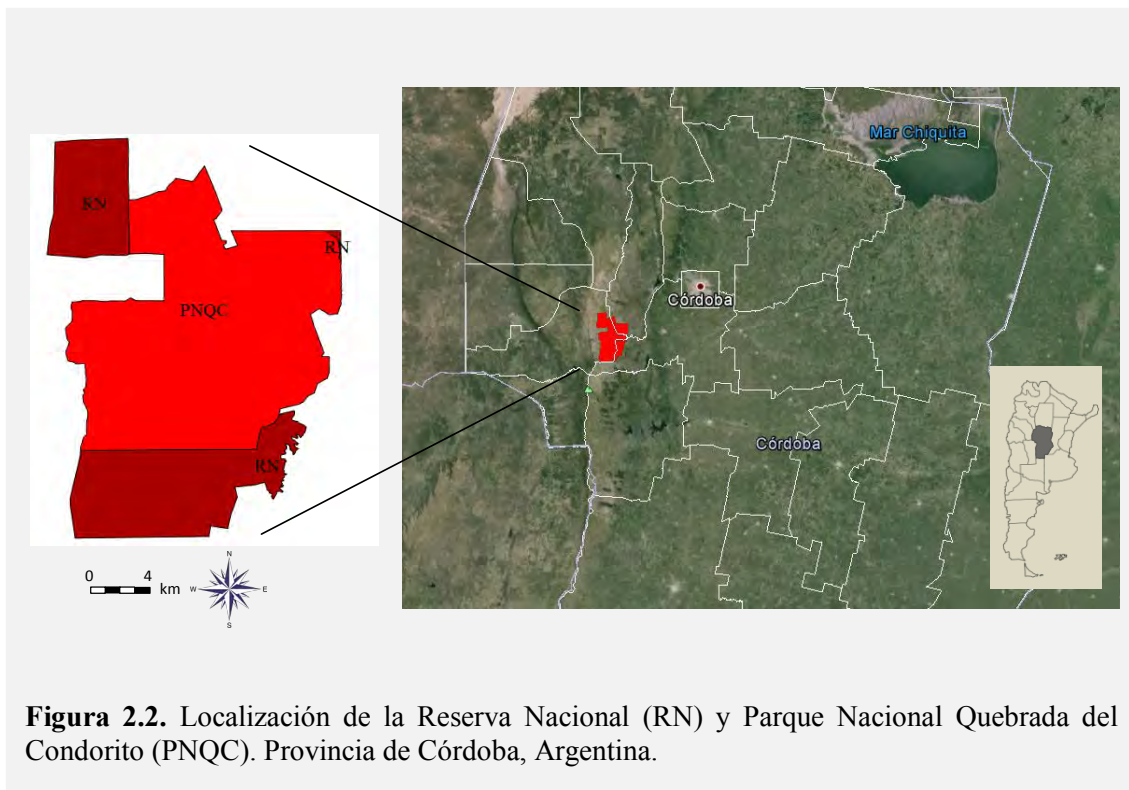 RN
RN
PNQC
RN
0 4
km
N
W E
S
Mar Chiquita
Córdoba
Córdoba
Figura 2.2. Localización de la Reserva Nacional (RN) y Parque Nacional Quebrada del
Condorito (PNQC). Provincia de Córdoba, Argentina.